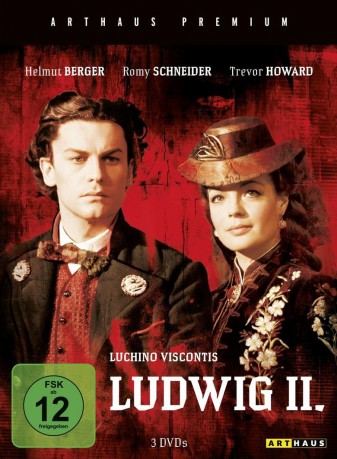 ARTHAUS PREMIUM
Helmut BERGER Romy SCHNEIDER Trevor HOWARD
LUCHINO VISCONTIS
LUDWIG II.
FSK
ab
12
freigegeben
3 DVDs
ARTHAUS